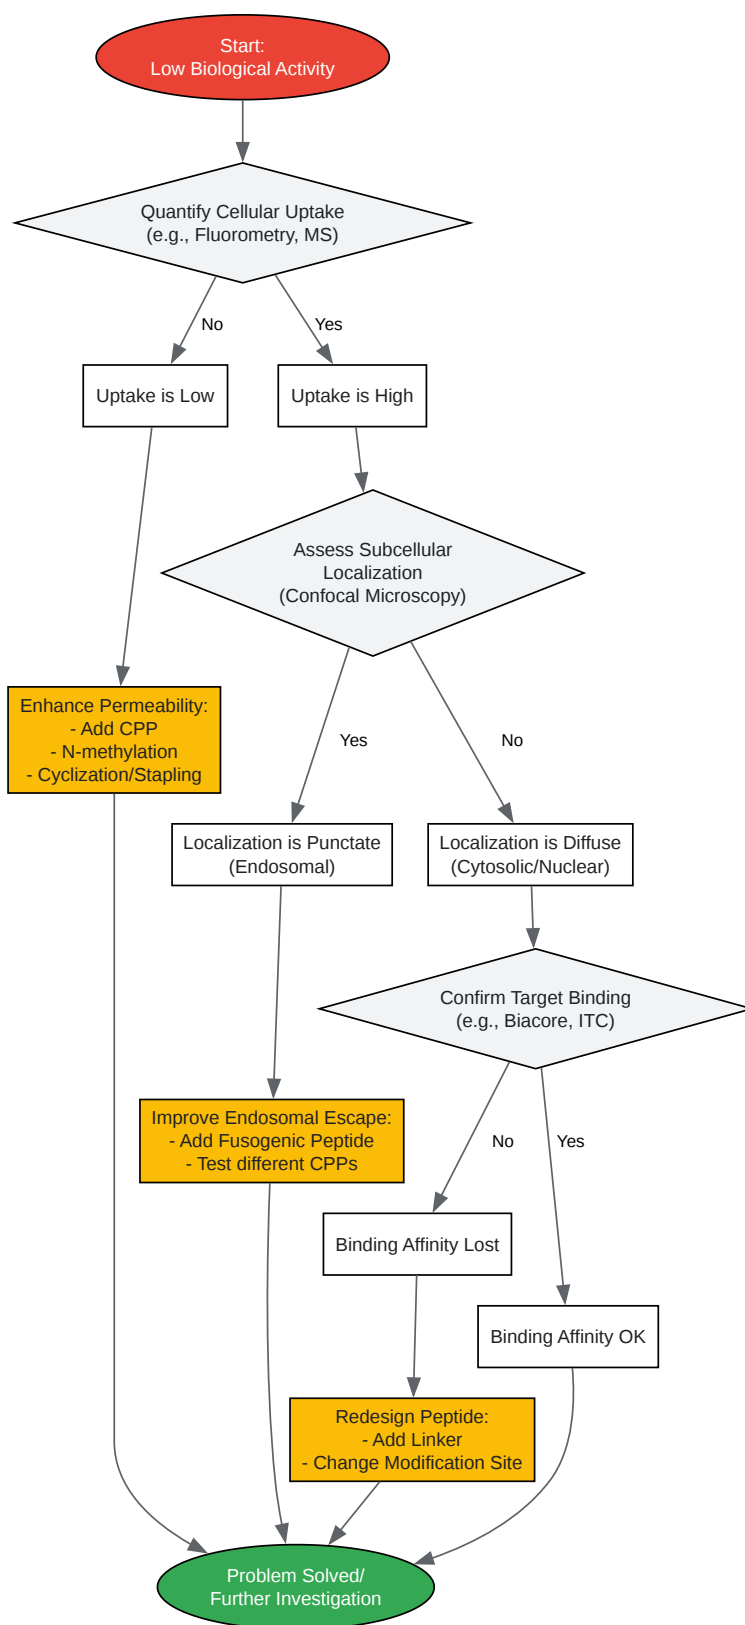 Start:
Low Biological Activity
Quantify Cellular Uptake
(e.g., Fluorometry, MS)
No
Yes
Uptake is Low
Uptake is High
Assess Subcellular
Localization
(Confocal Microscopy)
Enhance Permeability:
- Add CPP
- N-methylation
- Cyclization/Stapling
Yes
No
Localization is Punctate
(Endosomal)
Localization is Diffuse
(Cytosolic/Nuclear)
Confirm Target Binding
(e.g., Biacore, ITC)
Improve Endosomal Escape:
- Add Fusogenic Peptide
- Test different CPPs
No
Yes
Binding Affinity Lost
Binding Affinity OK
Redesign Peptide:
- Add Linker
- Change Modification Site
Problem Solved/
Further Investigation